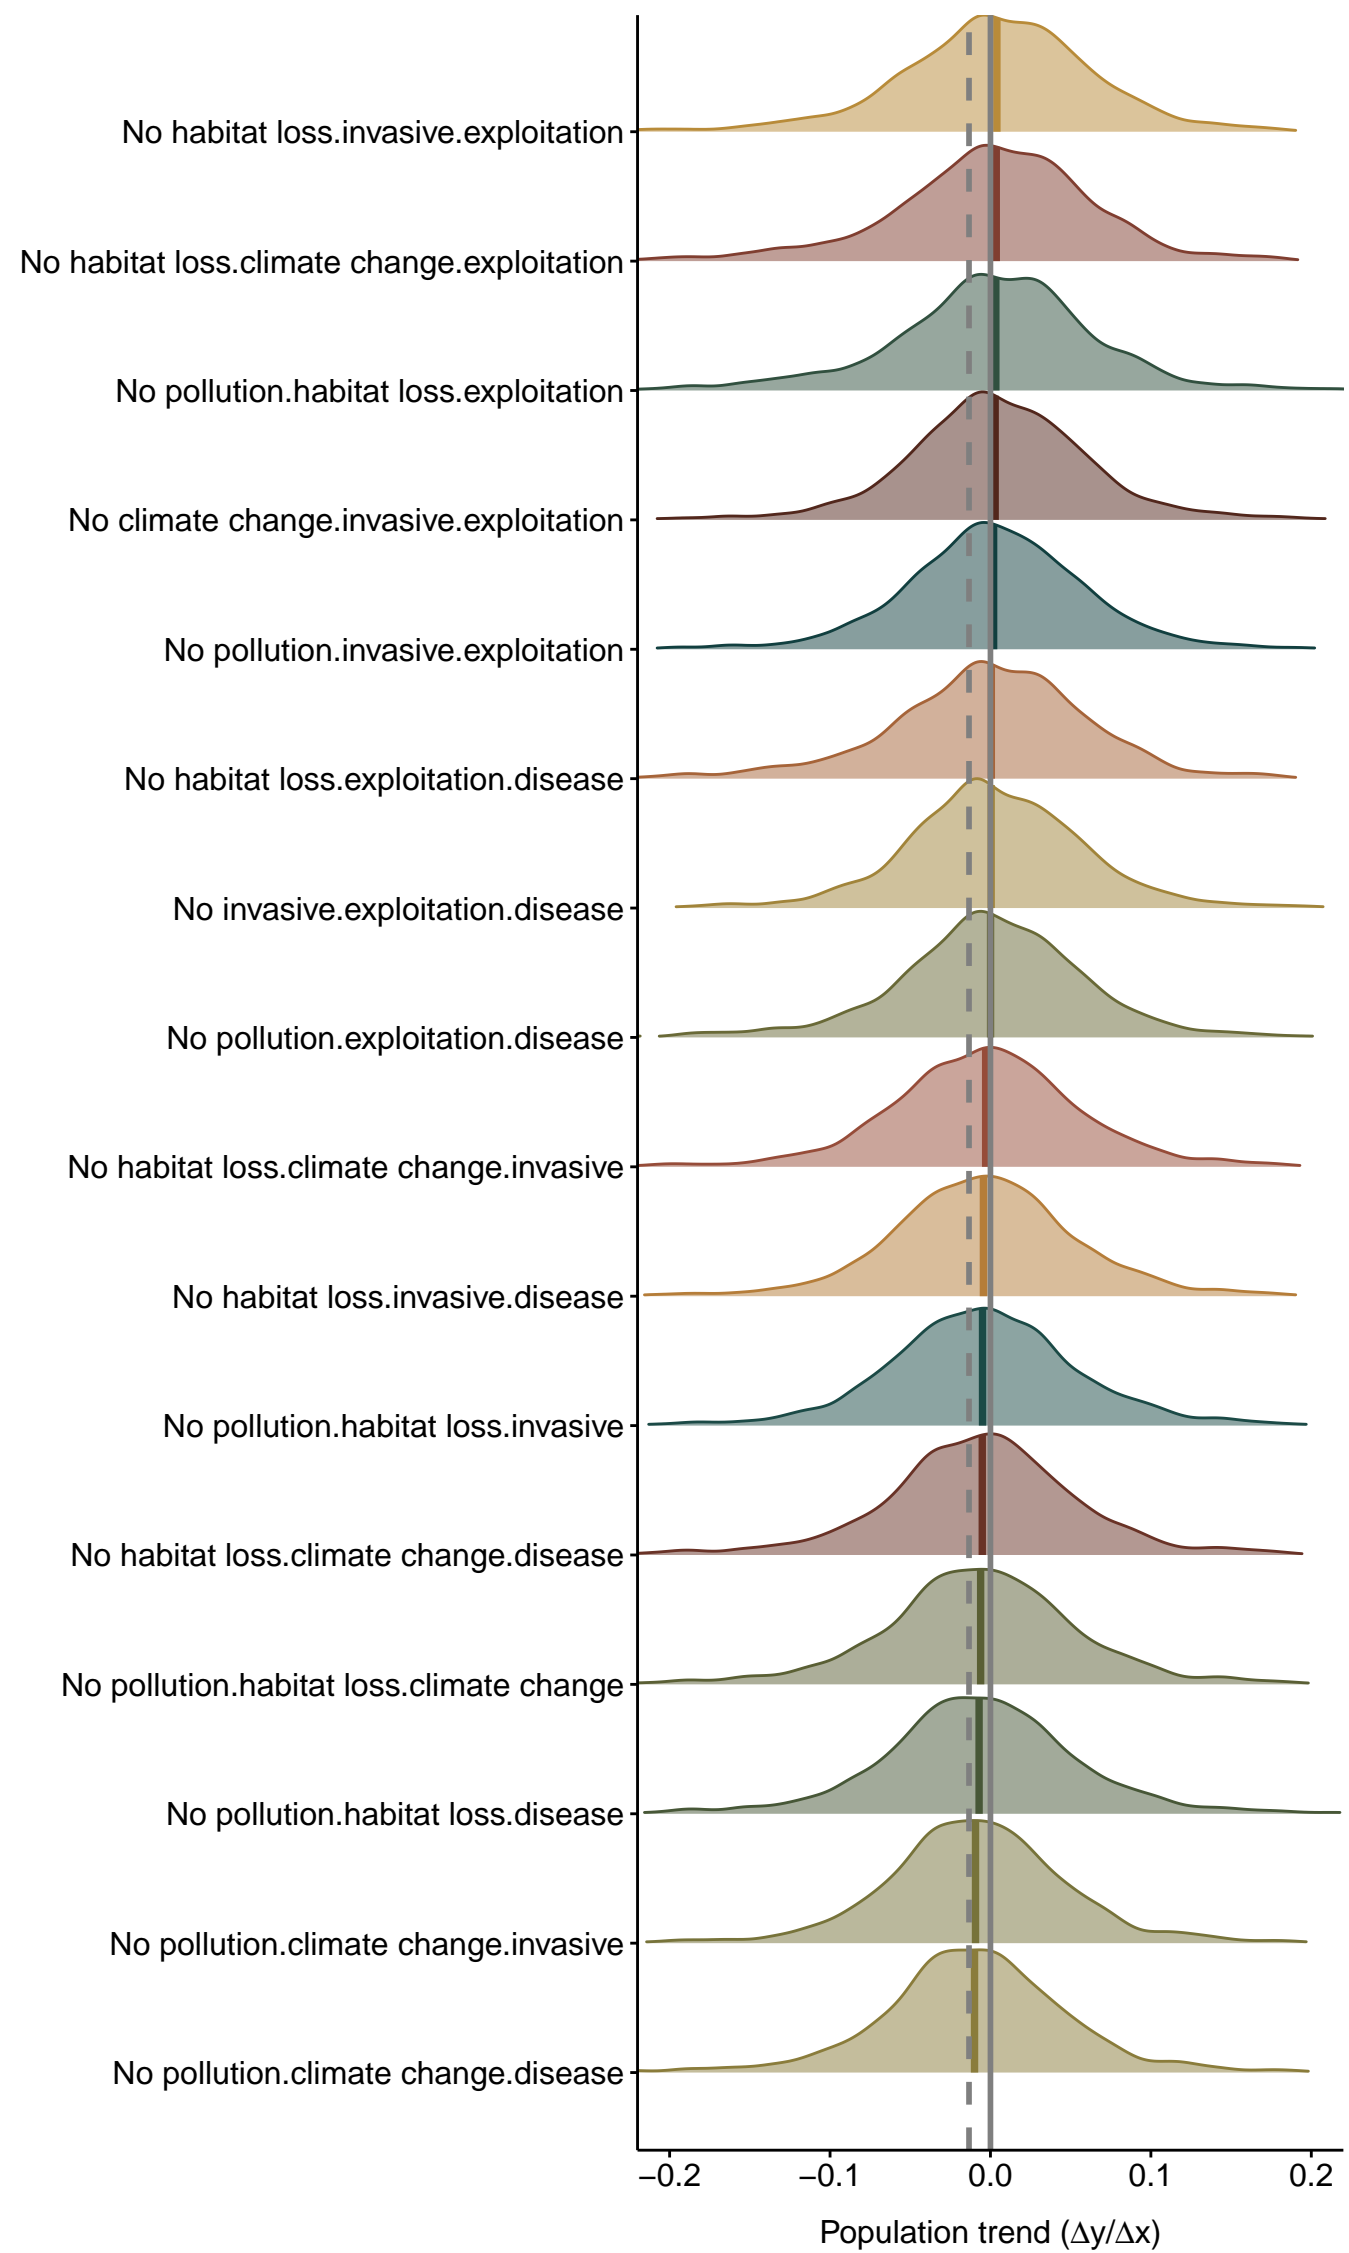 No habitat loss.invasive.exploitation
No habitat loss.climate change.exploitation
No pollution.habitat loss.exploitation
No climate change.invasive.exploitation
No pollution.invasive.exploitation
No habitat loss.exploitation.disease
No invasive.exploitation.disease
No pollution.exploitation.disease
No habitat loss.climate change.invasive
No habitat loss.invasive.disease
No pollution.habitat loss.invasive
No habitat loss.climate change.disease
No pollution.habitat loss.climate change
No pollution.habitat loss.disease
No pollution.climate change.invasive
No pollution.climate change.disease
−0.2 −0.1 0.0 0.1 0.2
Population trend (Δy/Δx)